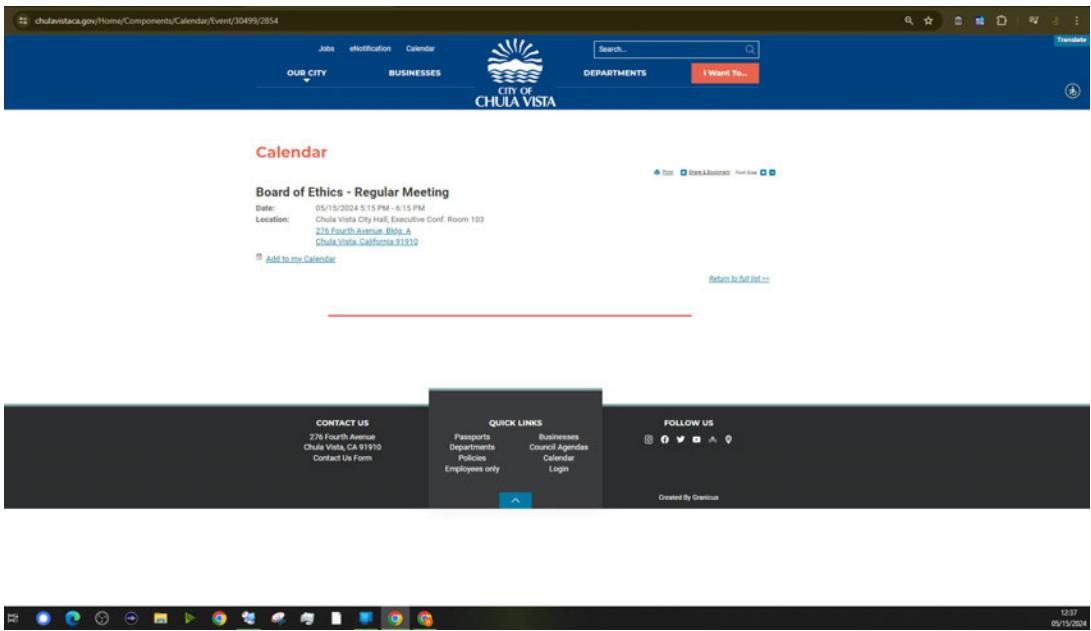 chulavistaca.gov/Home/Components/Calendar/Event/30499/2854
Translate
Jobs eNotification Calendar
Search...
OUR CITY BUSINESSES
CITY OF
CHULA VISTA
DEPARTMENTS I Want To...
Calendar
Print Share & Bookmark Font Size:
Board of Ethics - Regular Meeting
Date: 05/15/2024 5:15 PM - 6:15 PM
Location: Chula Vista City Hall, Executive Conf. Room 103
276 Fourth Avenue, Bldg. A
Chula Vista, California 91910
Add to my Calendar
Return to full list >>
CONTACT US
276 Fourth Avenue
Chula Vista, CA 91910
Contact Us Form
QUICK LINKS
Passports Businesses
Departments Council Agendas
Policies Calendar
Employees only Login
FOLLOW US
Created By Granicus
12:37
05/15/2024